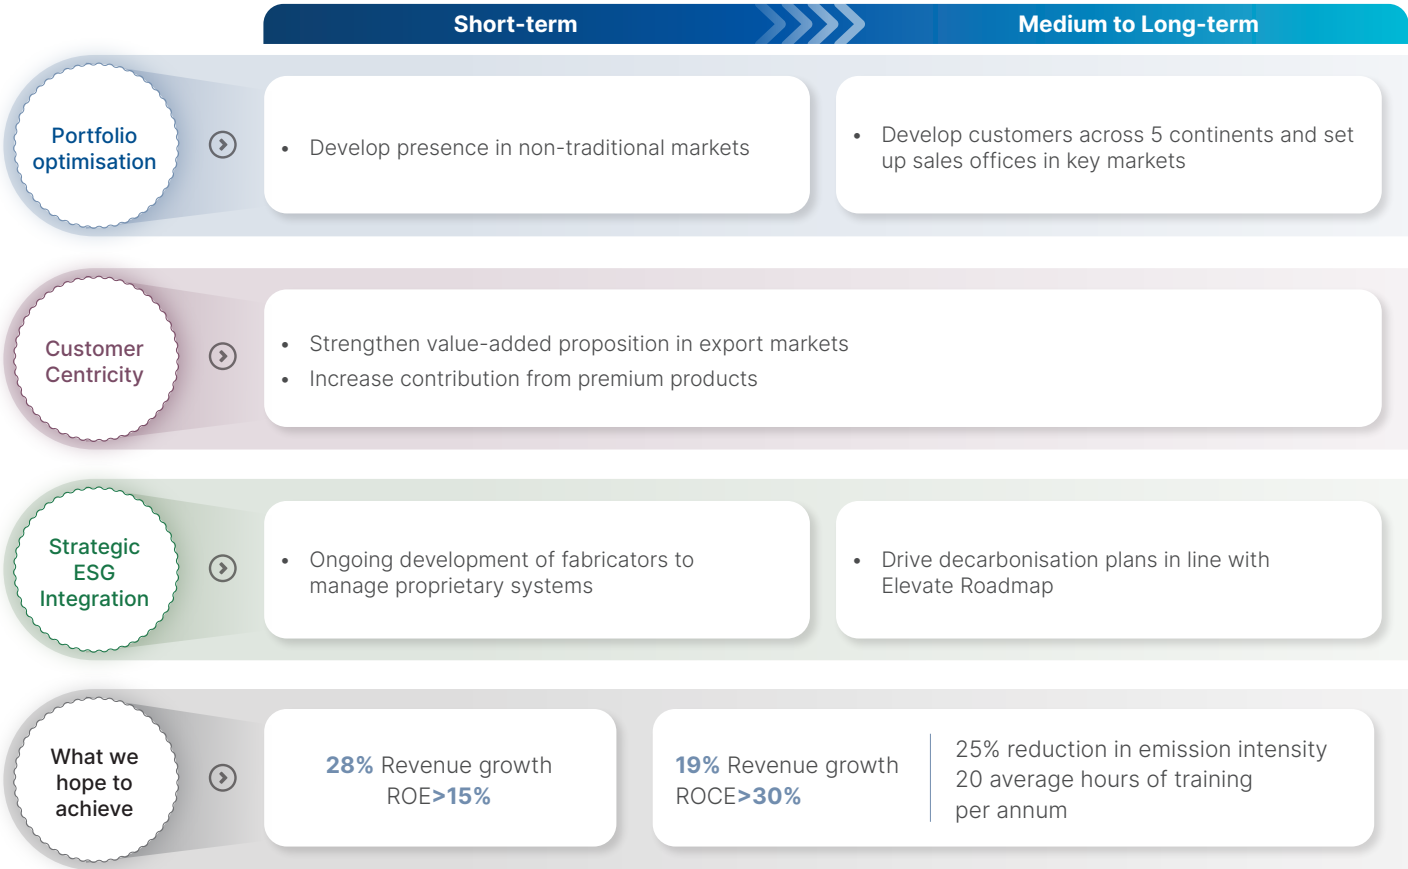 Short-term
Medium to Long-term
Portfolio
optimisation
• Develop presence in non-traditional markets
• Develop customers across 5 continents and set
up sales offices in key markets
Customer
Centricity
• Strengthen value-added proposition in export markets
• Increase contribution from premium products
Strategic
ESG
Integration
• Ongoing development of fabricators to
manage proprietary systems
• Drive decarbonisation plans in line with
Elevate Roadmap
What we
hope to
achieve
28% Revenue growth
ROE>15%
19% Revenue growth
ROCE>30%
25% reduction in emission intensity
20 average hours of training
per annum